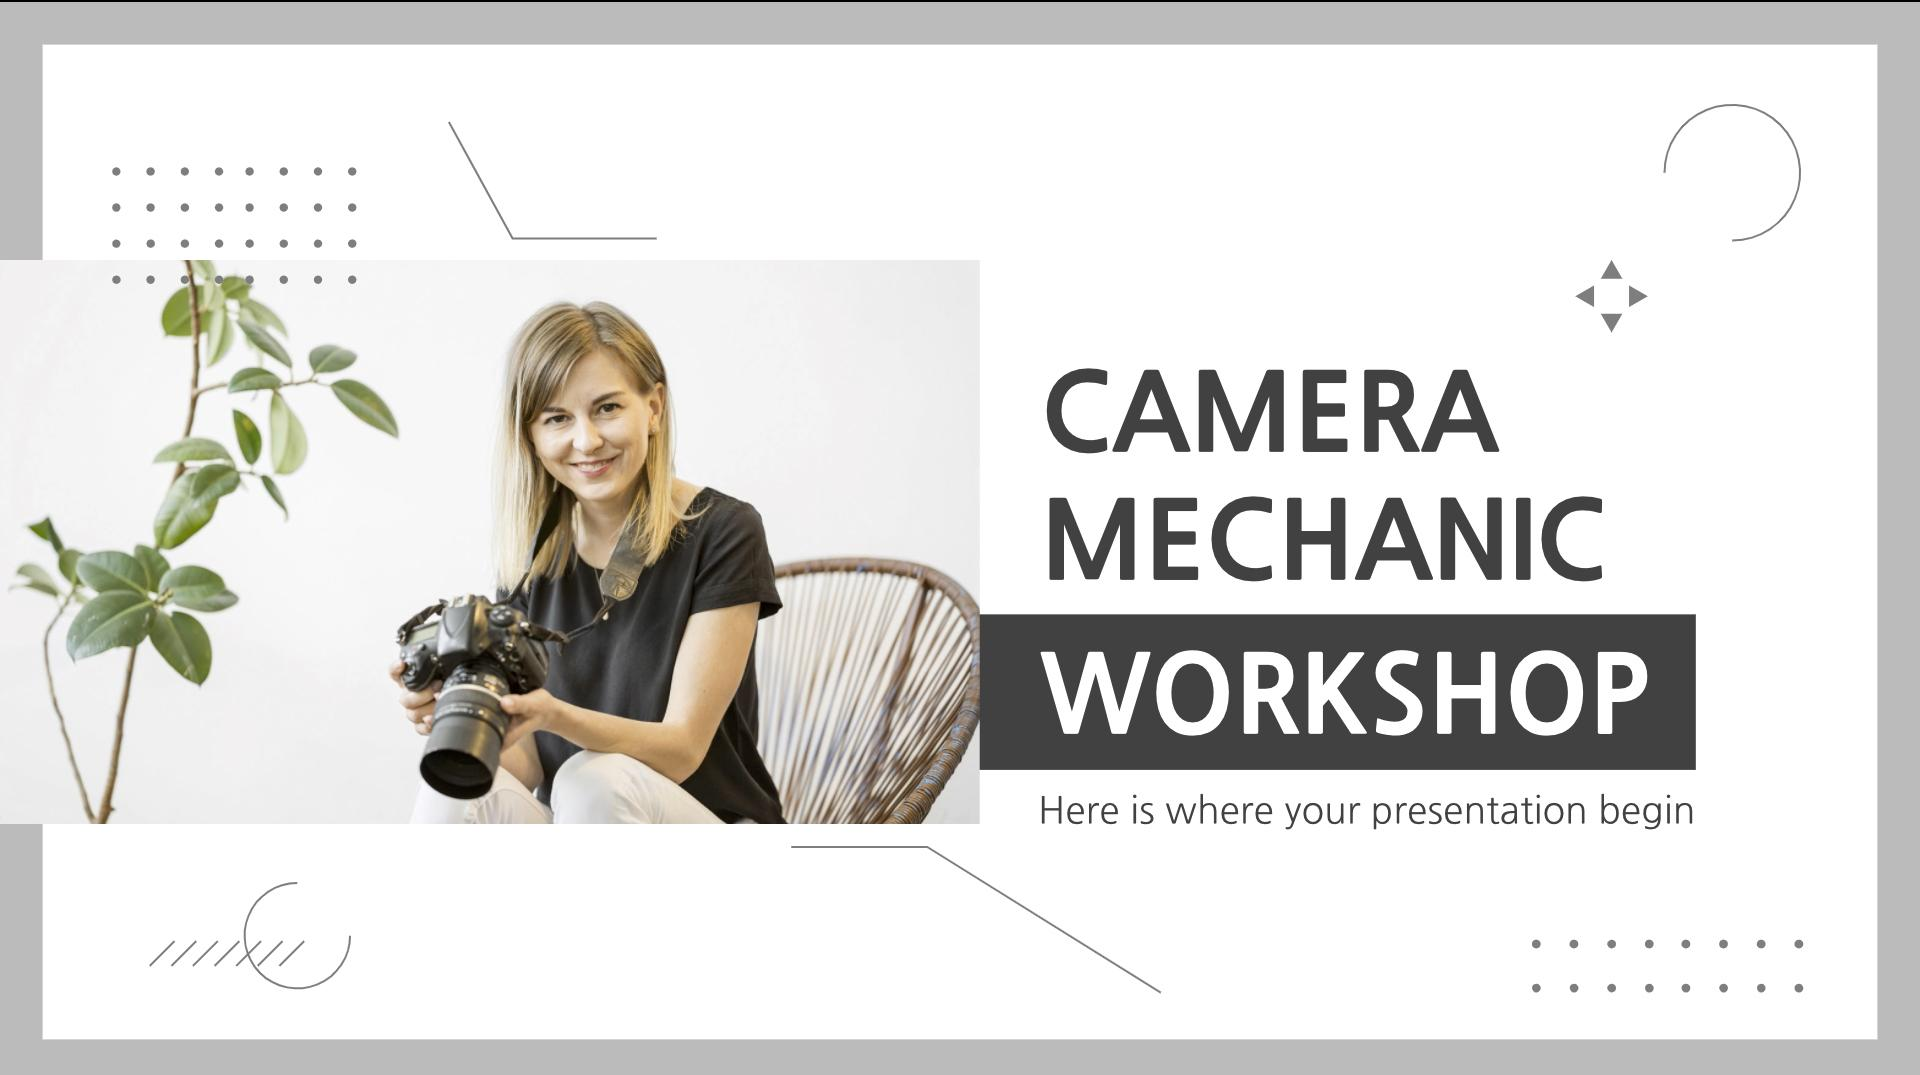 CAMERA
MECHANIC
WORKSHOP
Here is where your presentation begin